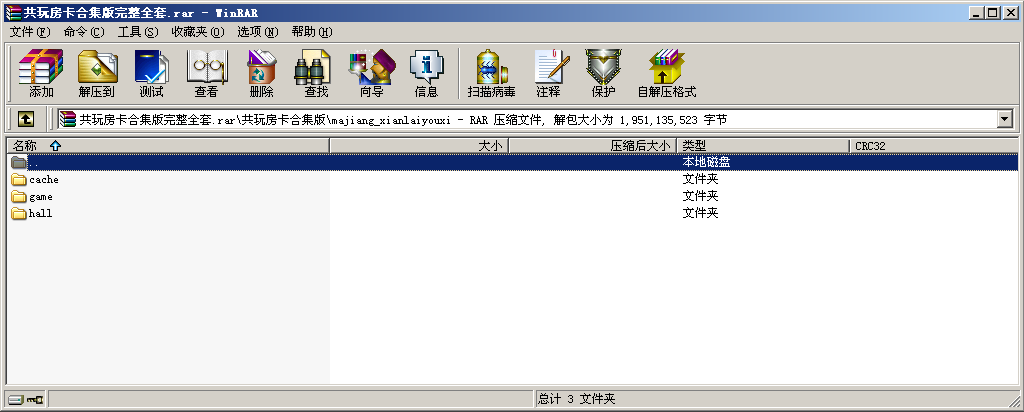 共玩房卡合集版完整全套.rar - WinRAR
文件(F) 命令(C) 工具(S) 收藏夹(O) 选项(N) 帮助(H)
添加 解压到 测试 查看 删除 查找 向导 信息 扫描病毒 注释 保护 自解压格式
共玩房卡合集版完整全套.rar\共玩房卡合集版\majiang_xianlaiyouxi - RAR 压缩文件, 解包大小为 1,951,135,523 字节
名称 大小 压缩后大小 类型 CRC32
.. 本地磁盘
cache 文件夹
game 文件夹
hall 文件夹
总计 3 文件夹